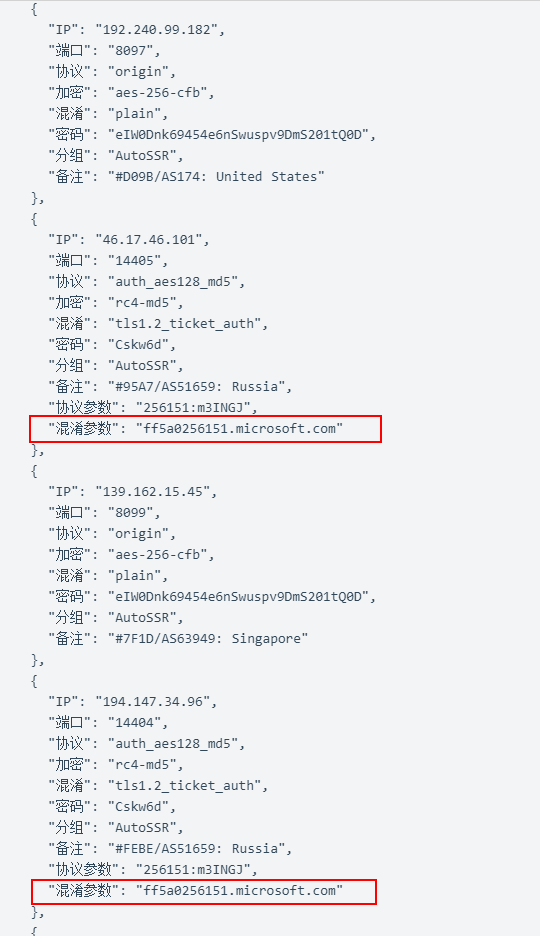 {
"IP": "192.240.99.182",
"端口": "8097",
"协议": "origin",
"加密": "aes-256-cfb",
"混淆": "plain",
"密码": "eIW0Dnk69454e6nSwuspv9DmS201tQ0D",
"分组": "AutoSSR",
"备注": "#D09B/AS174: United States"
},
{
"IP": "46.17.46.101",
"端口": "14405",
"协议": "auth_aes128_md5",
"加密": "rc4-md5",
"混淆": "tls1.2_ticket_auth",
"密码": "Cskw6d",
"分组": "AutoSSR",
"备注": "#95A7/AS51659: Russia",
"协议参数": "256151:m3INGJ",
"混淆参数": "ff5a0256151.microsoft.com"
},
{
"IP": "139.162.15.45",
"端口": "8099",
"协议": "origin",
"加密": "aes-256-cfb",
"混淆": "plain",
"密码": "eIW0Dnk69454e6nSwuspv9DmS201tQ0D",
"分组": "AutoSSR",
"备注": "#7F1D/AS63949: Singapore"
},
{
"IP": "194.147.34.96",
"端口": "14404",
"协议": "auth_aes128_md5",
"加密": "rc4-md5",
"混淆": "tls1.2_ticket_auth",
"密码": "Cskw6d",
"分组": "AutoSSR",
"备注": "#FEBE/AS51659: Russia",
"协议参数": "256151:m3INGJ",
"混淆参数": "ff5a0256151.microsoft.com"
},
{